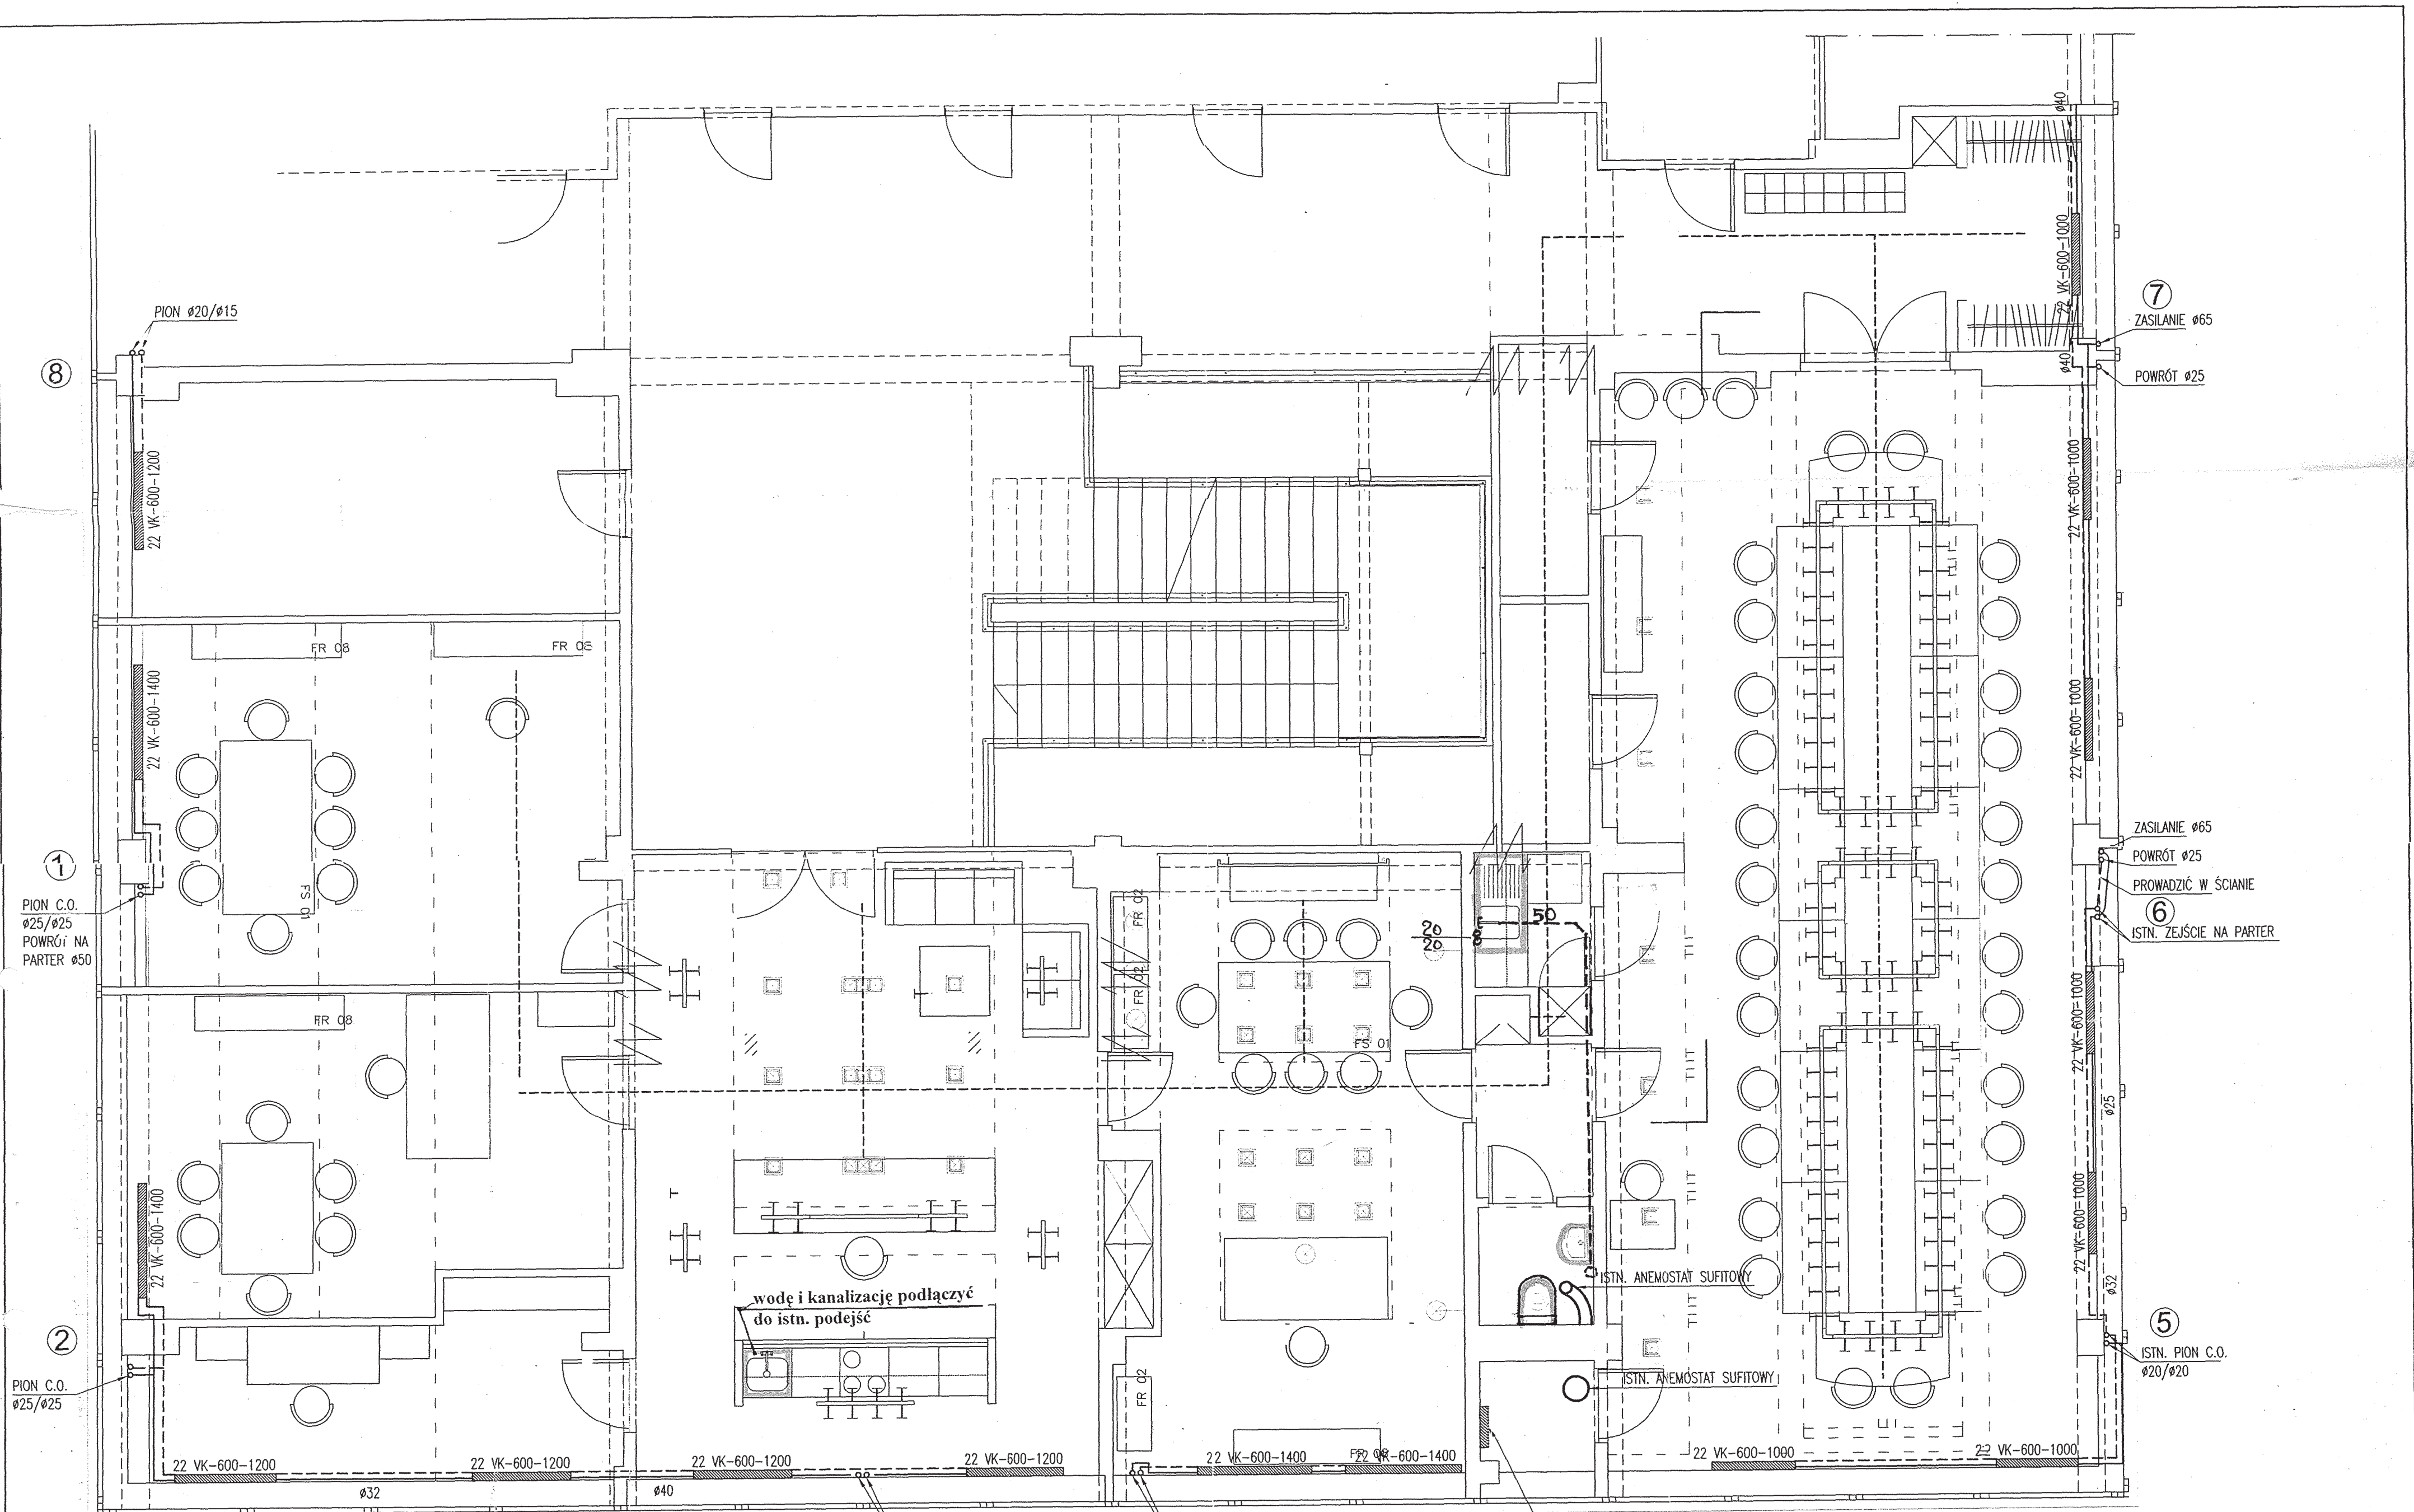 ø40
22 VK-600-1000
7
ZASILANIE ø65
ø40
POWRÓT ø25
PION ø20/ø15
8
22 VK-600-1200
22 VK-600-1000
FR 08
FR 08
22 VK-600-1400
22 VK-600-1000
1
PION C.O.
ø25/ø25
POWRÓT NA
PARTER ø50
FS 01
FR 02
FR 02
20
20
50
ZASILANIE ø65
POWRÓT ø25
PROWADZIĆ W ŚCIANIE
6
ISTN. ZEJŚCIE NA PARTER
22 VK-600-1000
FR 08
FS 01
ø25
22 VK-600-1400
22 VK-600-1000
ISTN. ANEMOSTAT SUFITOWY
ø32
wodę i kanalizację podłączyć
do istn. podejść
2
PION C.O.
ø25/ø25
5
ISTN. PION C.O.
ø20/ø20
FR 02
ISTN. ANEMOSTAT SUFITOWY
22 VK-600-1200
22 VK-600-1200
22 VK-600-1200
22 VK-600-1200
22 VK-600-1400
FR 08
22 VK-600-1400
22 VK-600-1000
22 VK-600-1000
ø32
ø40